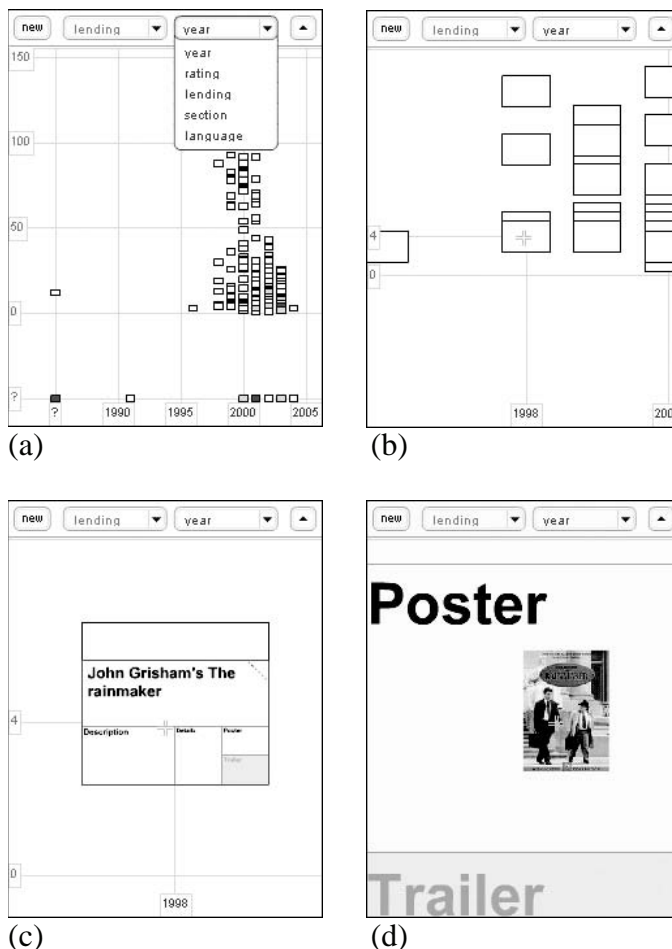 new lending year
year
rating
lending
section
language
150
100
50
0
?
? 1990 1995 2000 2005
(a)
new lending year
4
0
1998 200
(b)
new lending year
John Grisham's The
rainmaker
Description Details Poster
Trailer
4
0
1998
(c)
new lending year
Poster
Trailer
(d)